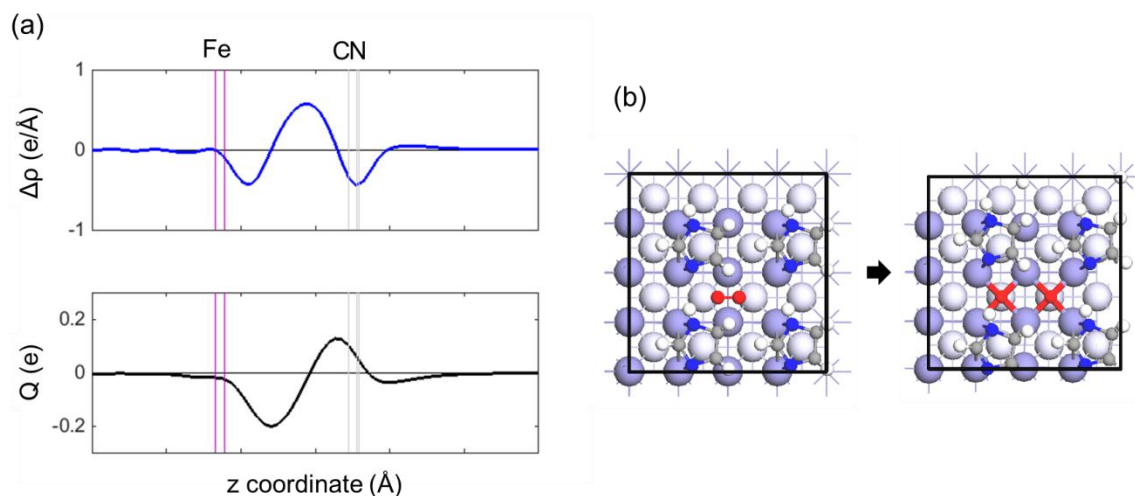 (a)
Fe CN
1
0
-1
Δρ (e/Å)
0.2
0
-0.2
Q (e)
z coordinate (Å)
(b)